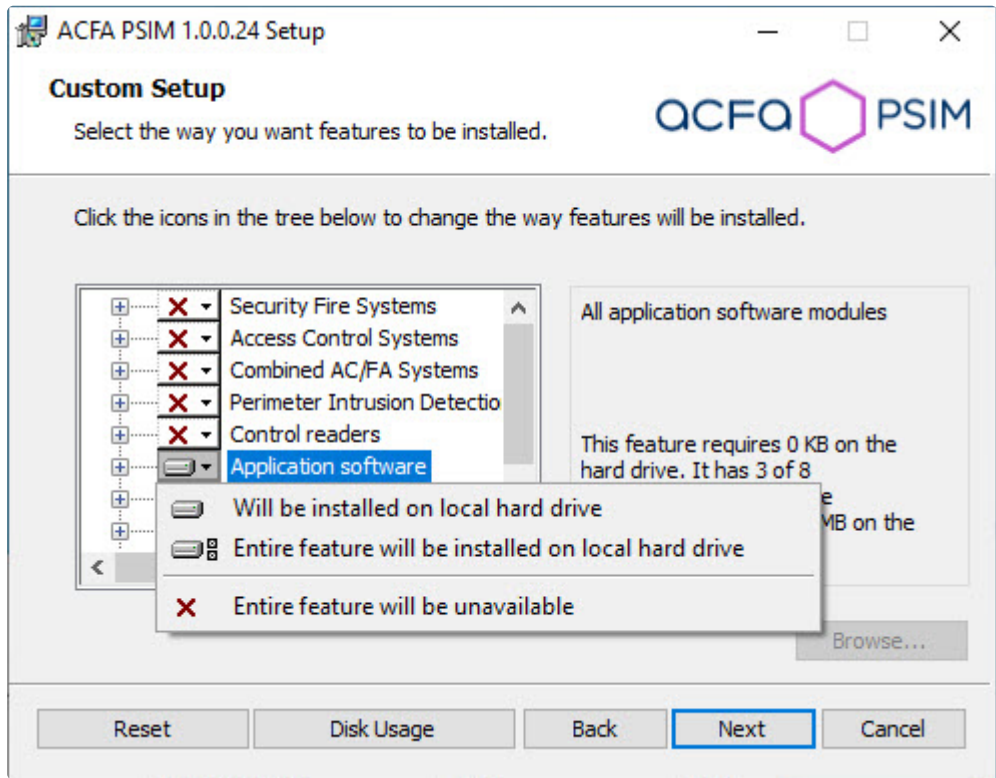 ACFA PSIM 1.0.0.24 Setup
Custom Setup
Select the way you want features to be installed.
acfa PSIM
Click the icons in the tree below to change the way features will be installed.
Security Fire Systems
Access Control Systems
Combined AC/FA Systems
Perimeter Intrusion Detectio
Control readers
Application software
All application software modules
This feature requires 0 KB on the
hard drive. It has 3 of 8
e
MB on the
Will be installed on local hard drive
Entire feature will be installed on local hard drive
Entire feature will be unavailable
Browse...
Reset
Disk Usage
Back
Next
Cancel